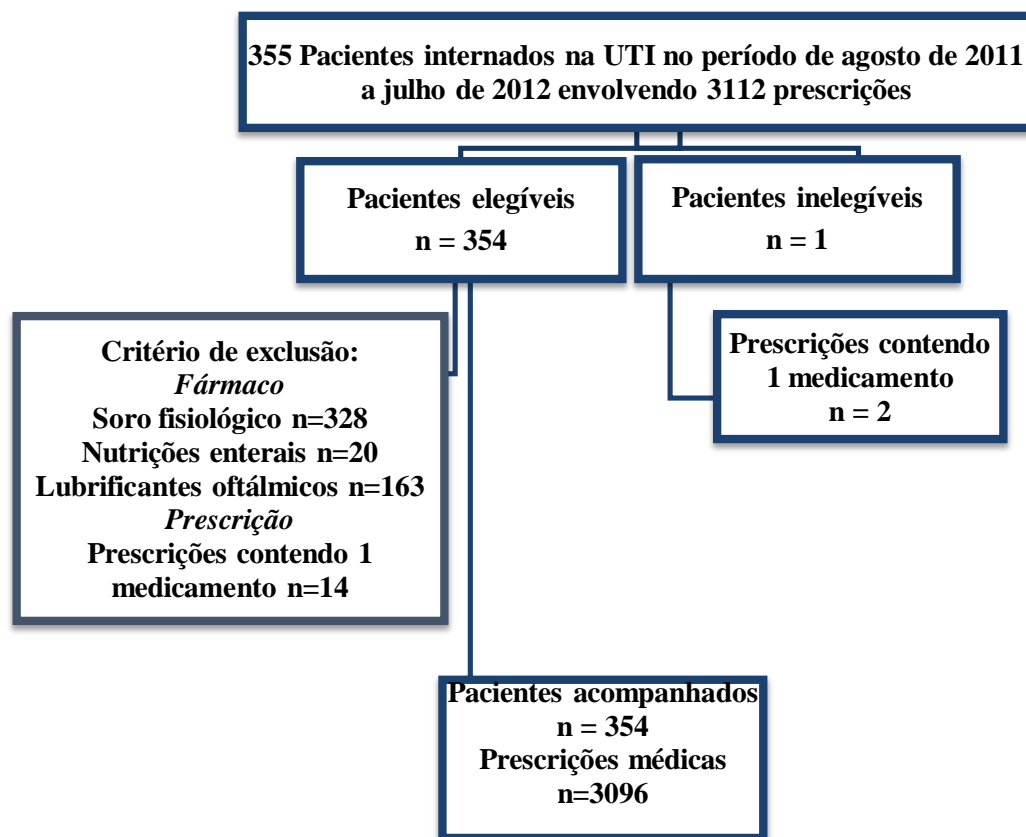 355 Pacientes internados na UTI no período de agosto de 2011
a julho de 2012 envolvendo 3112 prescrições
Pacientes elegíveis
n = 354
Pacientes inelegíveis
n = 1
Critério de exclusão:
Fármaco
Soro fisiológico n=328
Nutrições enterais n=20
Lubrificantes oftálmicos n=163
Prescrição
Prescrições contendo 1
medicamento n=14
Prescrições contendo
1 medicamento
n = 2
Pacientes acompanhados
n = 354
Prescrições médicas
n=3096